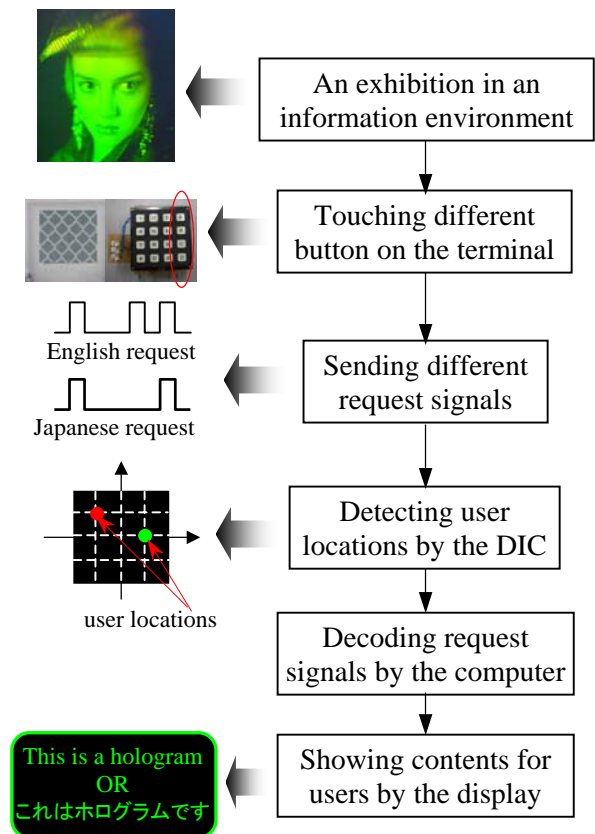 An exhibition in an
information environment
Touching different
button on the terminal
English request
Japanese request
Sending different
request signals
Detecting user
locations by the DIC
user locations
Decoding request
signals by the computer
This is a hologram
OR
これはホログラムです
Showing contents for
users by the display